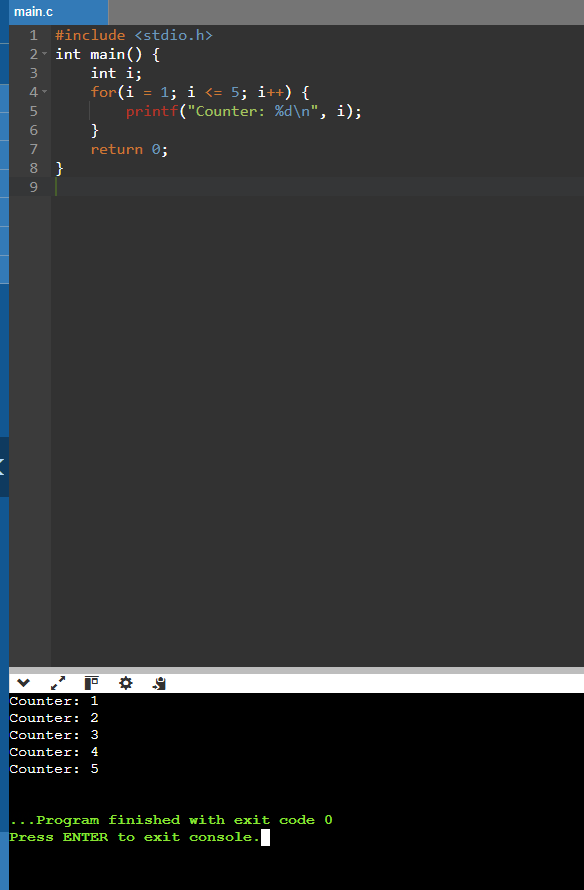 main.c
1 #include <stdio.h>
2 int main() {
3     int i;
4     for(i = 1; i <= 5; i++) {
5         printf("Counter: %d\n", i);
6     }
7     return 0;
8 }
9
Counter: 1
Counter: 2
Counter: 3
Counter: 4
Counter: 5
...Program finished with exit code 0
Press ENTER to exit console.